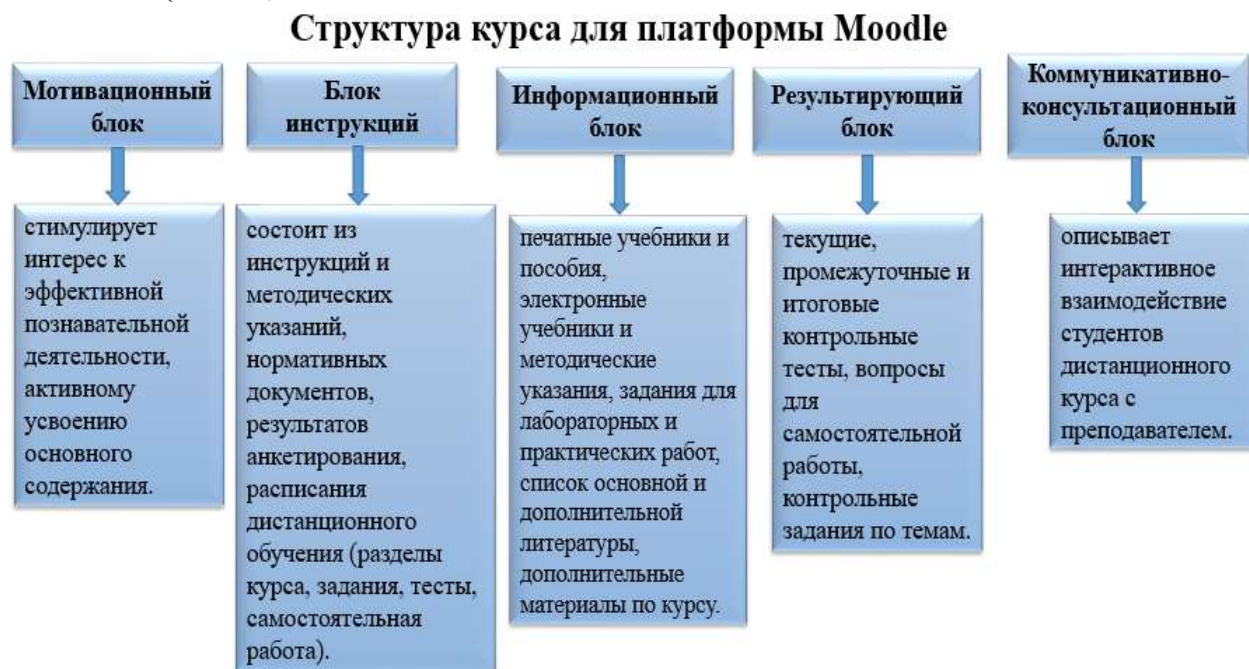 Структура курса для платформы Moodle
Мотивационный
блок
стимулирует
интерес к
эффективной
познавательной
деятельности,
активному
усвоению
основного
содержания.
Блок
инструкций
состоит из
инструкций и
методических
указаний,
нормативных
документов,
результатов
анкетирования,
расписания
дистанционного
обучения (разделы
курса, задания, тесты,
самостоятельная
работа).
Информационный
блок
печатные учебники и
пособия,
электронные
учебники и
методические
указания, задания для
лабораторных и
практических работ,
список основной и
дополнительной
литературы,
дополнительные
материалы по курсу.
Результирующий
блок
текущие,
промежуточные и
итоговые
контрольные
тесты, вопросы
для
самостоятельной
работы,
контрольные
задания по темам.
Коммуникативно-
консультационный
блок
описывает
интерактивное
взаимодействие
студентов
дистанционного
курса с
преподавателем.